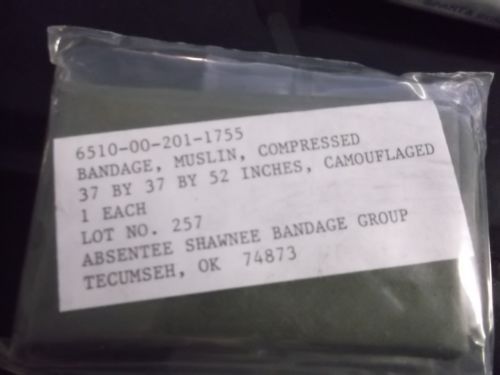 6510-00-201-1755
BANDAGE, MUSLIN, COMPRESSED
37 BY 37 BY 52 INCHES, CAMOUFLAGED
1 EACH
LOT NO. 257
ABSENTEE SHAWNEE BANDAGE GROUP
TECUMSEH, OK 74873